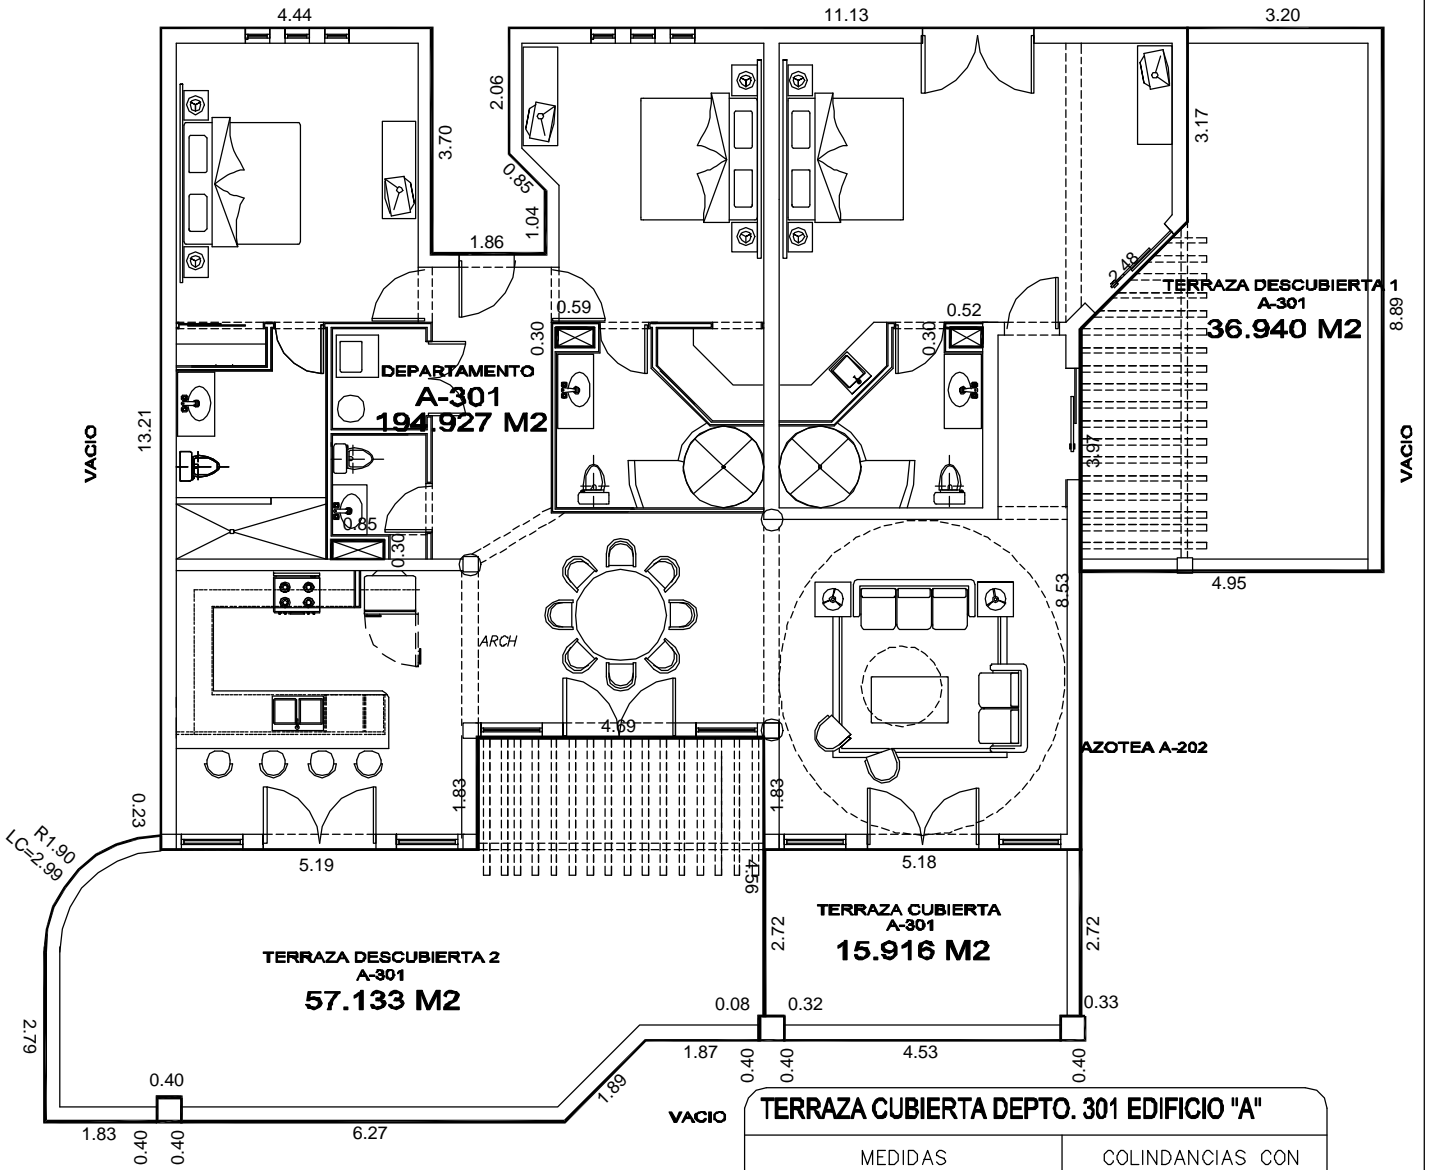 4.44
11.13
3.20
2.06
3.70
3.17
0.85
1.04
1.86
2.48
TERRAZA DESCUBIERTA 1
A-301
36.940 M2
8.89
0.59
0.52
0.30
0.30
DEPARTAMENTO
A-301
194.927 M2
VACIO
13.21
3.97
VACIO
0.85
0.30
4.95
8.53
ARCH
4.69
AZOTEA A-202
1.83
1.83
0.23
R1.90
LC=2.99
5.19
4.56
5.18
TERRAZA CUBIERTA
A-301
15.916 M2
2.72
2.72
TERRAZA DESCUBIERTA 2
A-301
57.133 M2
0.08
0.32
0.33
2.79
1.87
0.40
0.40
4.53
0.40
0.40
1.89
1.83
0.40
0.40
6.27
VACIO
TERRAZA CUBIERTA DEPTO. 301 EDIFICIO "A"
MEDIDAS
COLINDANCIAS CON